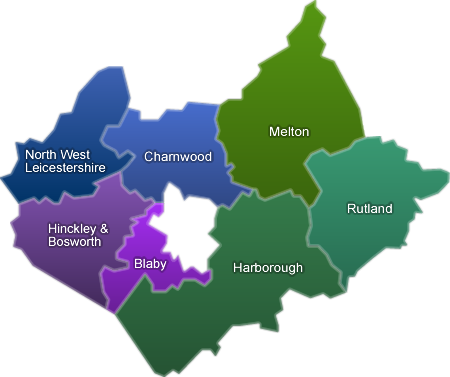 Melton
North West
Leicestershire
Charnwood
Rutland
Hinckley &
Bosworth
Blaby
Harborough